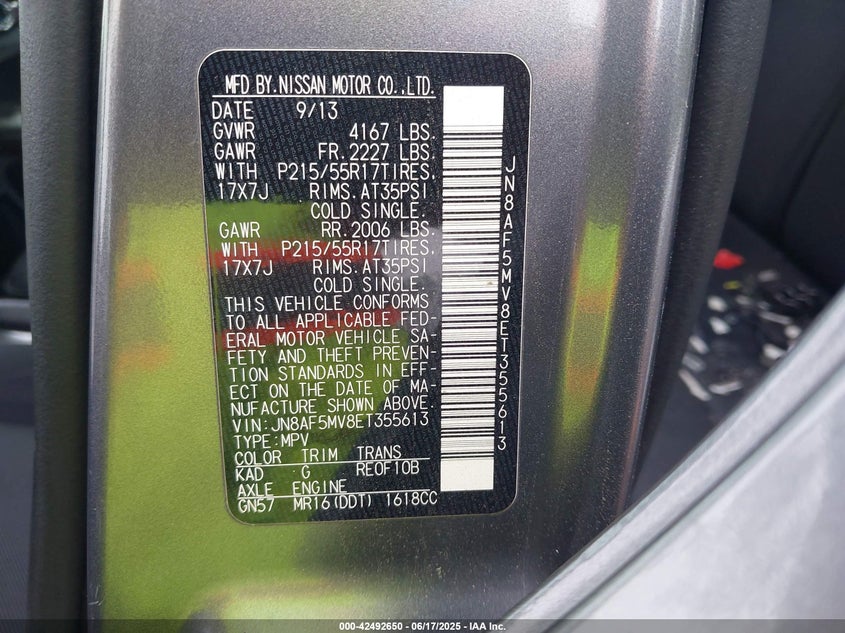 MFD BY.NISSAN MOTOR CO.,LTD.
DATE 9/13
GVWR 4167 LBS.
GAWR FR.2227 LBS.
WITH P215/55R17TIRES,
17X7J RIMS.AT35PSI
COLD SINGLE.
GAWR RR.2006 LBS.
WITH P215/55R17TIRES,
17X7J RIMS.AT35PSI
COLD SINGLE.
THIS VEHICLE CONFORMS
TO ALL APPLICABLE FED-
ERAL MOTOR VEHICLE SA-
FETY AND THEFT PREVEN-
TION STANDARDS IN EFF-
ECT ON THE DATE OF MA-
NUFACTURE SHOWN ABOVE.
VIN:JN8AF5MV8ET355613
TYPE:MPV
COLOR TRIM TRANS
KAD G RE0F10B
AXLE ENGINE
GN57 MR16(DDT) 1618CC
JN8AF5MV8ET355613
000-42492650 - 06/17/2025 - IAA Inc.